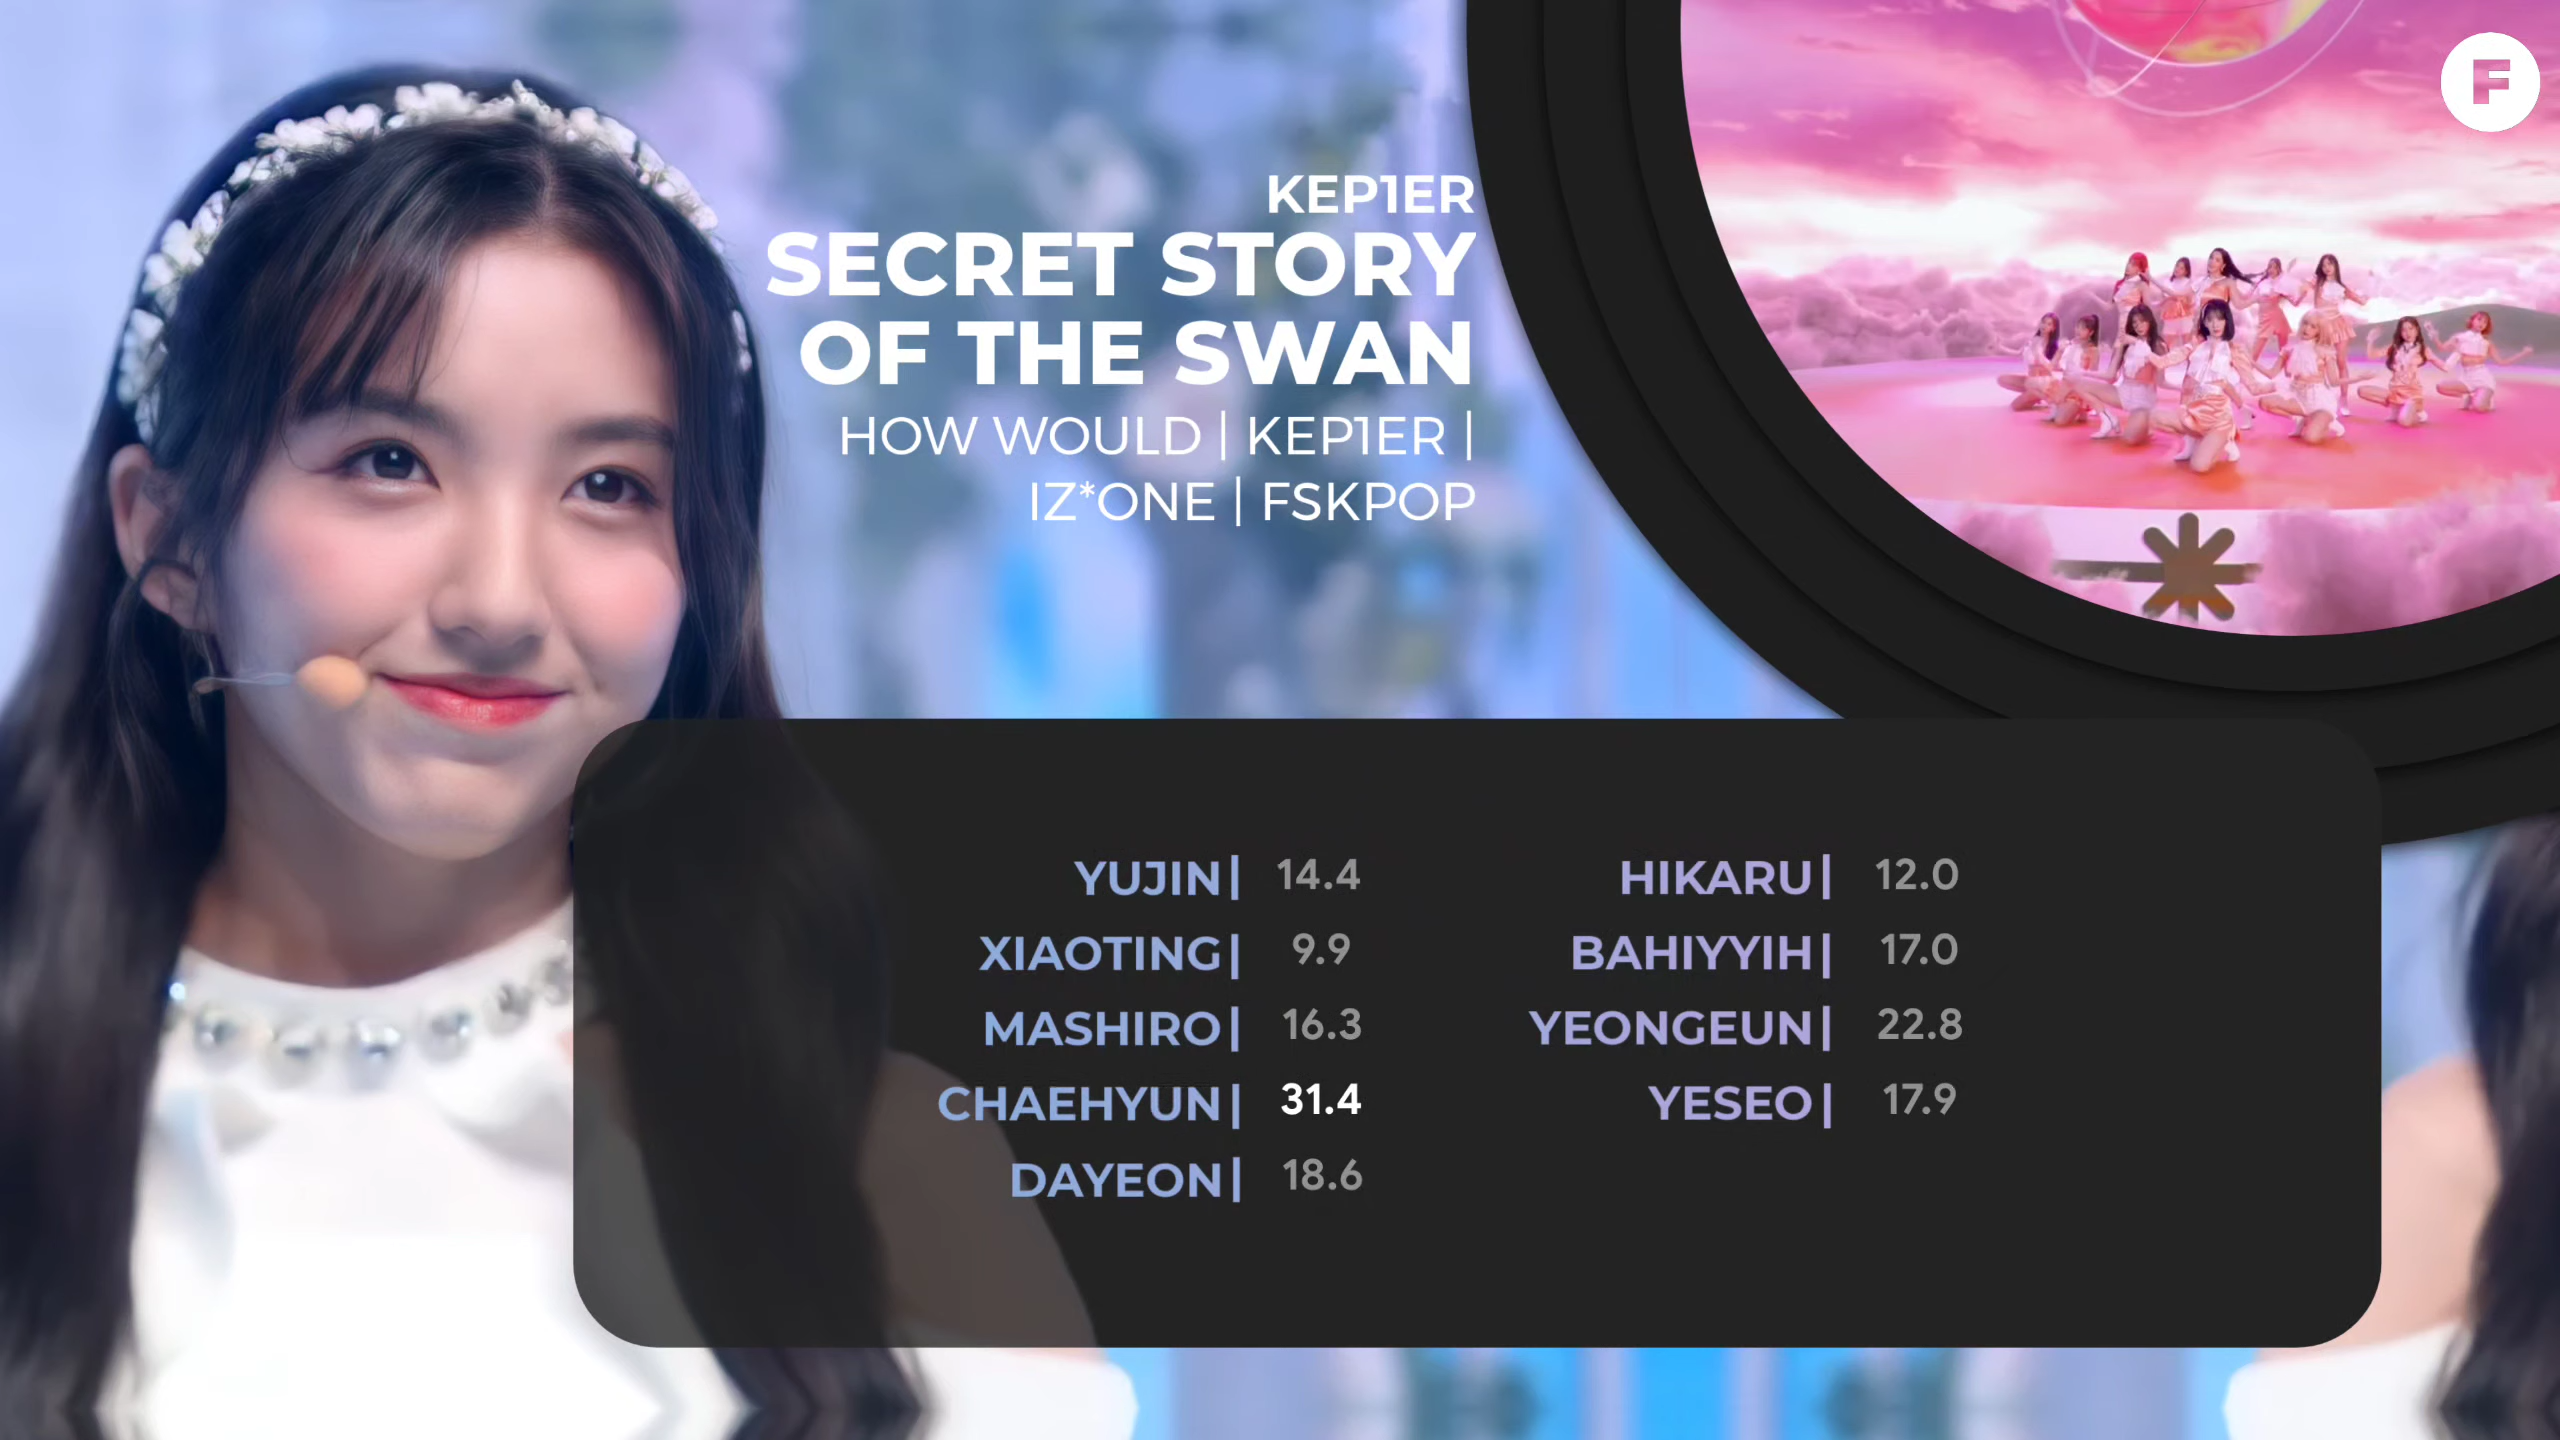 F
KEP1ER
SECRET STORY
OF THE SWAN
HOW WOULD | KEP1ER |
IZ*ONE | FSKPOP
YUJIN| 14.4
XIAOTING| 9.9
MASHIRO| 16.3
CHAEHYUN| 31.4
DAYEON| 18.6
HIKARU| 12.0
BAHIYYIH| 17.0
YEONGEUN| 22.8
YESEO| 17.9